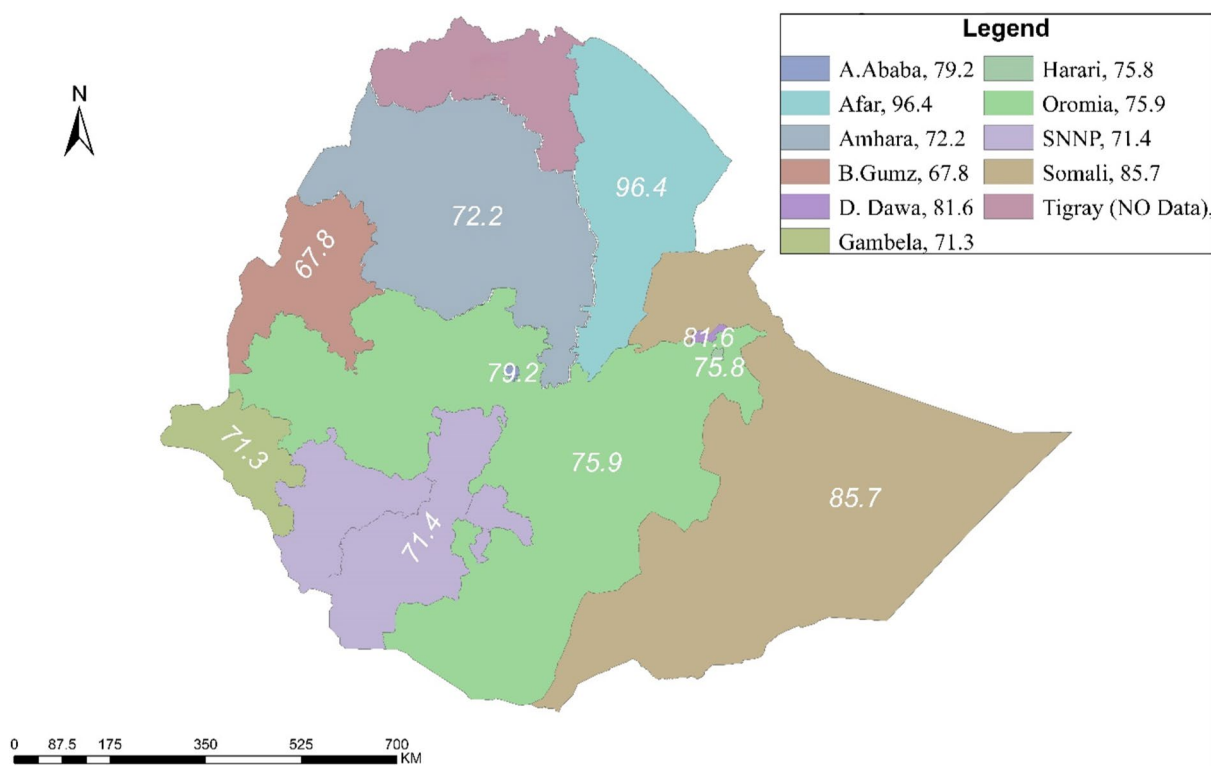 Legend
A.Ababa, 79.2
Afar, 96.4
Amhara, 72.2
B.Gumz, 67.8
D. Dawa, 81.6
Gambela, 71.3
Harari, 75.8
Oromia, 75.9
SNNP, 71.4
Somali, 85.7
Tigray (NO Data),
N
96.4
72.2
67.8
81.6
79.2
75.8
71.3
75.9
85.7
71.4
0 87.5 175 350 525 700
KM